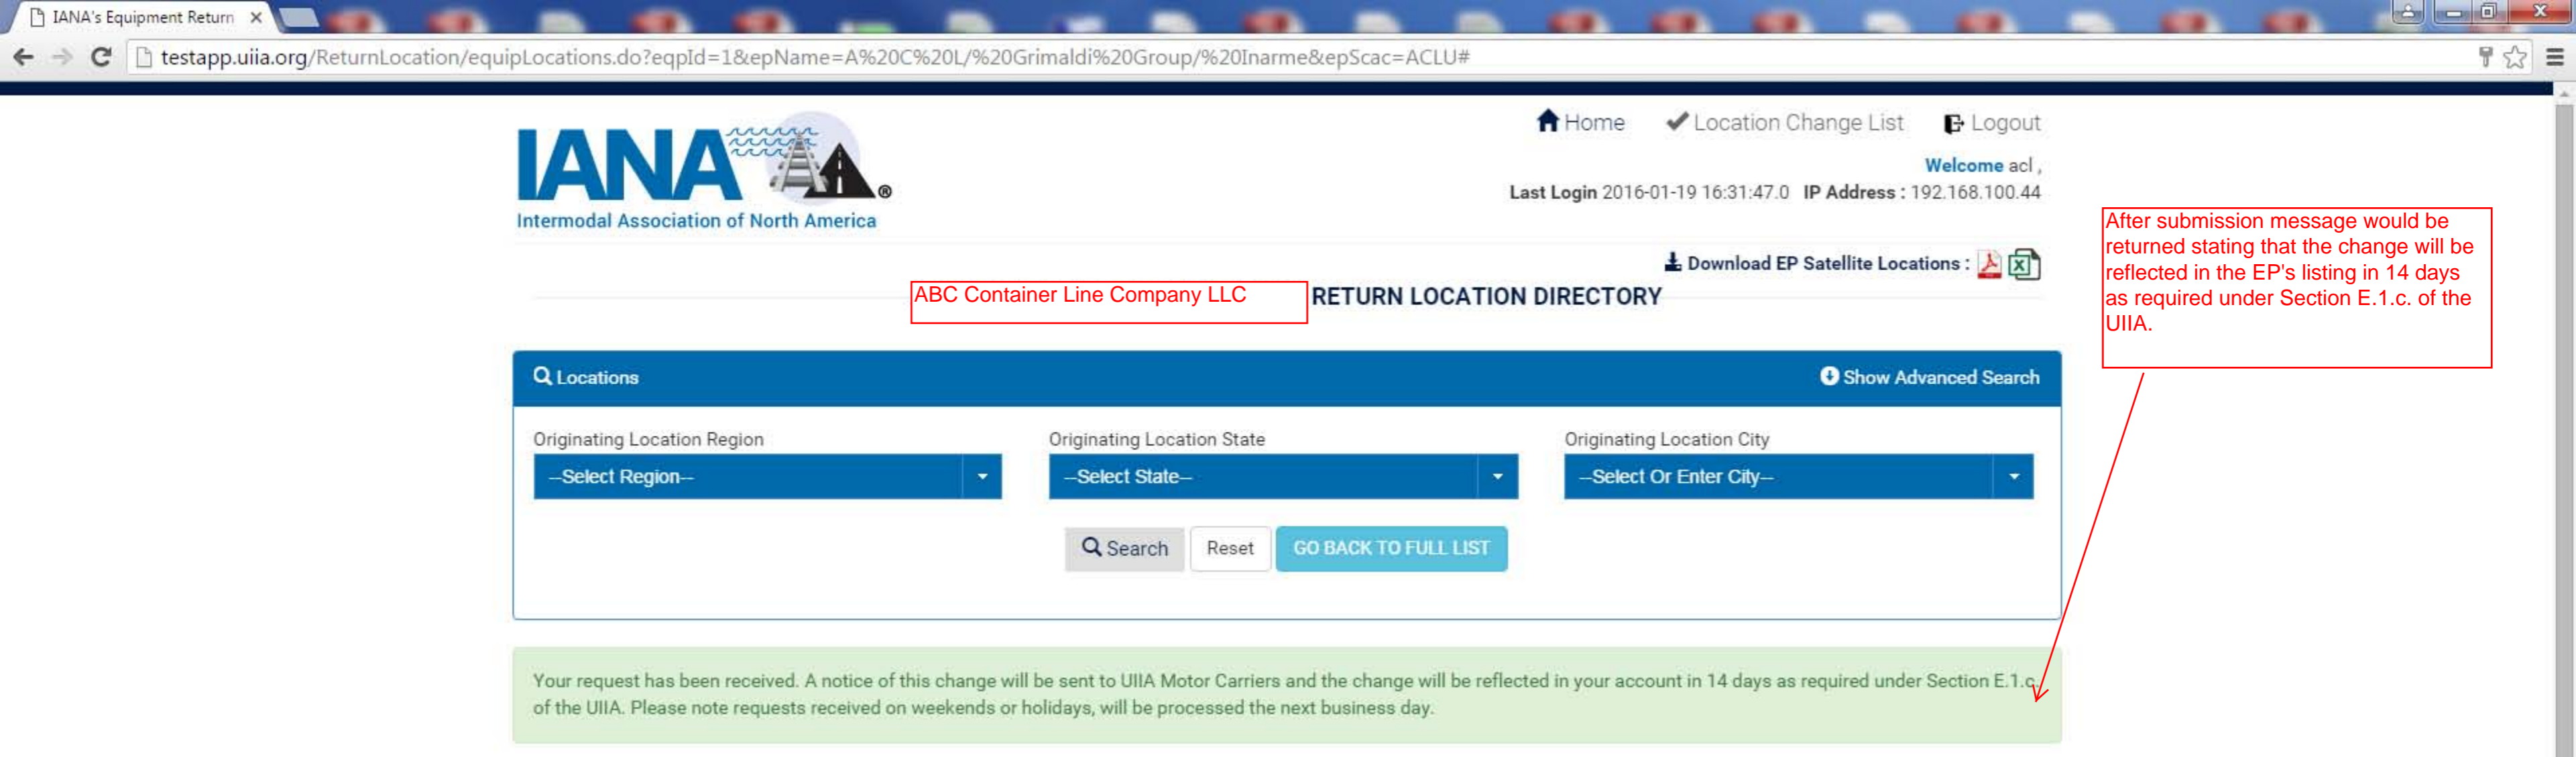 IANA's Equipment Return
testapp.uiia.org/ReturnLocation/equipLocations.do?eqpId=1&epName=A%20C%20L/%20Grimaldi%20Group/%20Inarme&epScac=ACLU#
IANA
®
Intermodal Association of North America
Home Location Change List Logout
Welcome acl ,
Last Login 2016-01-19 16:31:47.0 IP Address : 192.168.100.44
Download EP Satellite Locations :
ABC Container Line Company LLC
RETURN LOCATION DIRECTORY
After submission message would be
returned stating that the change will be
reflected in the EP's listing in 14 days
as required under Section E.1.c. of the
UIIA.
Locations
Show Advanced Search
Originating Location Region
Originating Location State
Originating Location City
--Select Region--
--Select State--
--Select Or Enter City--
Search Reset GO BACK TO FULL LIST
Your request has been received. A notice of this change will be sent to UIIA Motor Carriers and the change will be reflected in your account in 14 days as required under Section E.1.c.
of the UIIA. Please note requests received on weekends or holidays, will be processed the next business day.